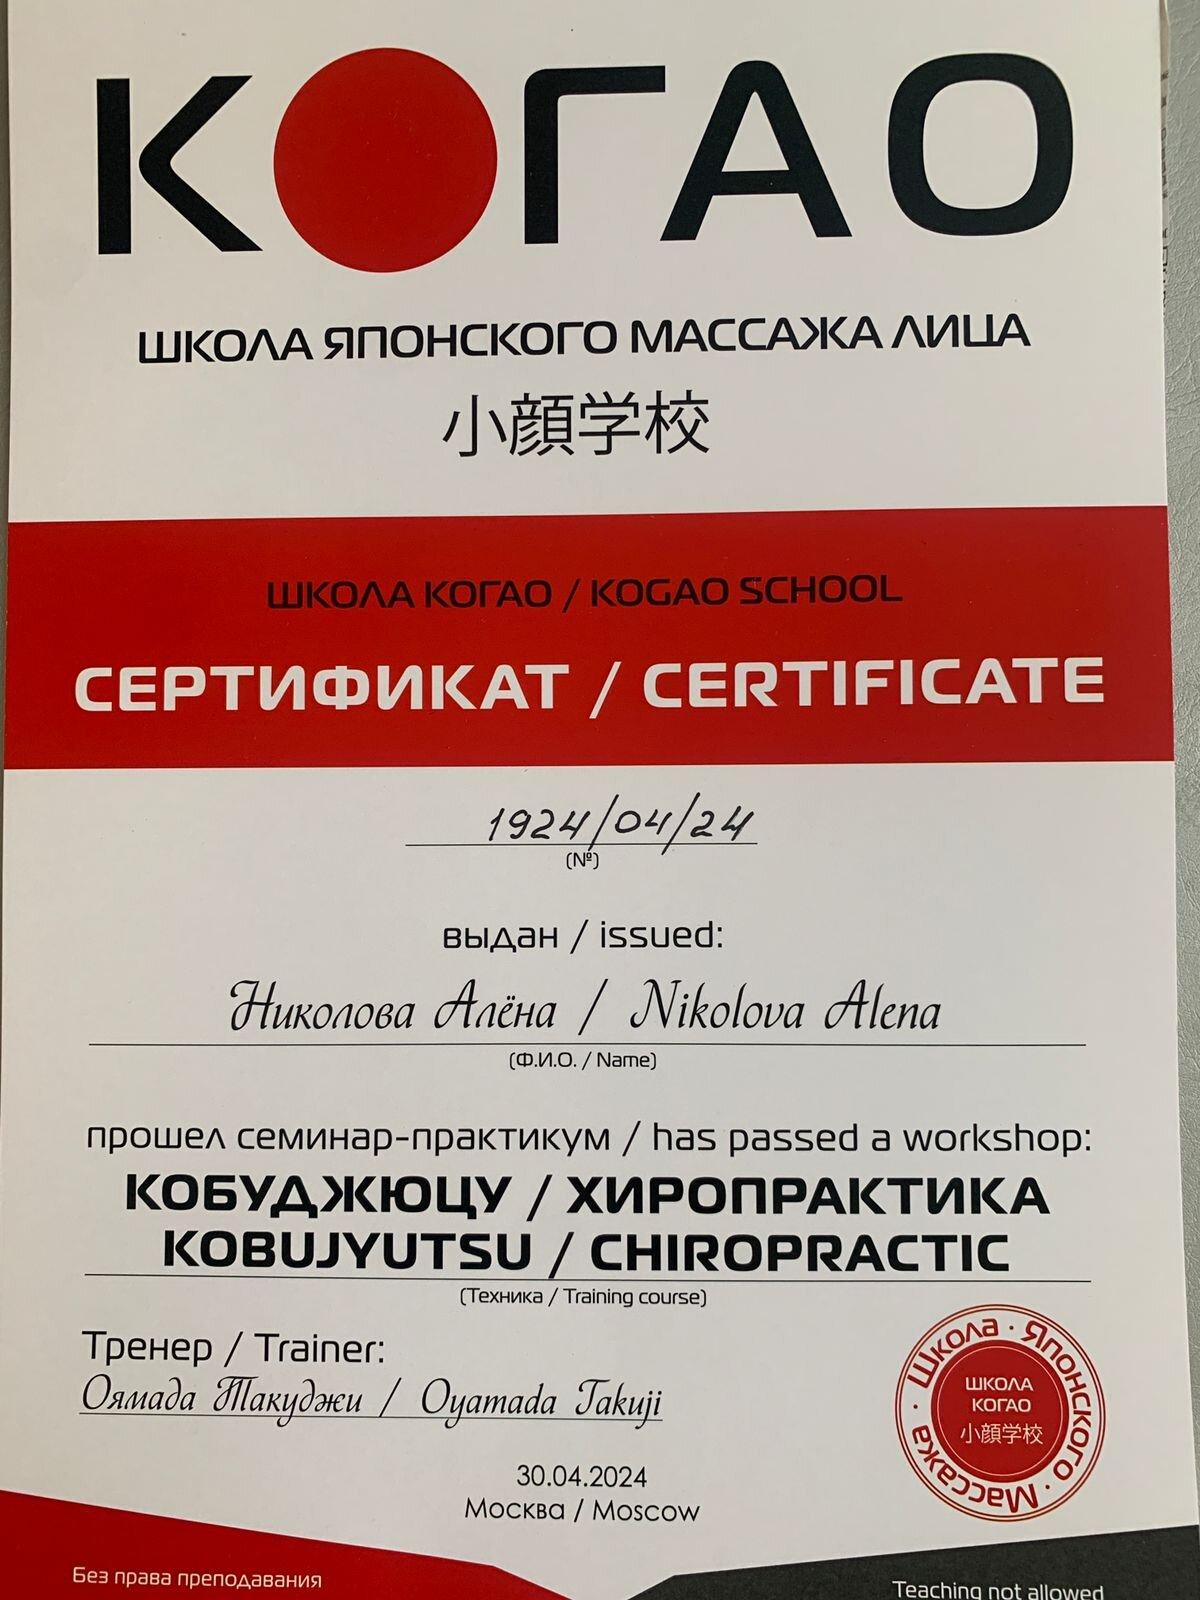 КОГАО
ШКОЛА ЯПОНСКОГО МАССАЖА ЛИЦА
小顔学校
ШКОЛА КОГАО / KOGAO SCHOOL
СЕРТИФИКАТ / CERTIFICATE
1924/04/24
(№)
выдан / issued:
Николова Алёна / Nikolova Alena
(Ф.И.О. / Name)
прошел семинар-практикум / has passed a workshop:
КОБУДЖЮЦУ / ХИРОПРАКТИКА
KOBUJYUTSU / CHIROPRACTIC
(Техника / Training course)
Тренер / Trainer:
Оямада Такуджи / Oyamada Takuji
Школа · Японского · Массажа ·
ШКОЛА
КОГАО
小顔学校
30.04.2024
Москва / Moscow
Без права преподавания
Teaching not allowed